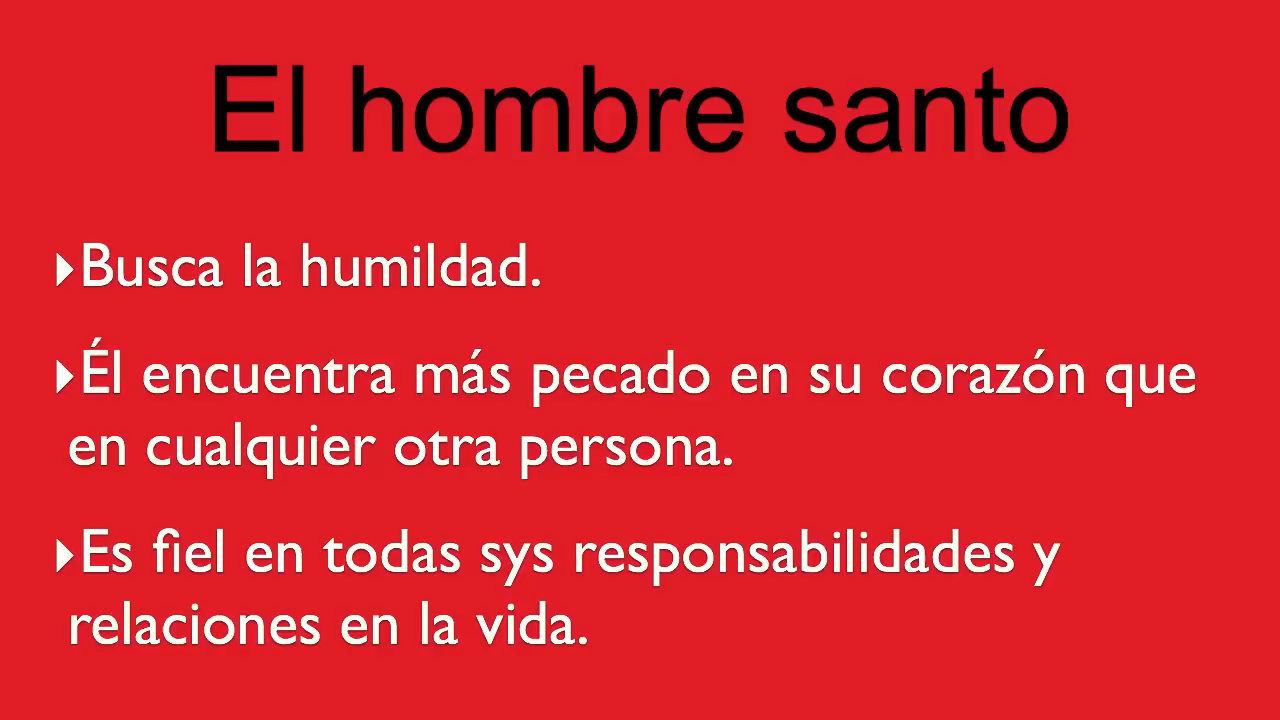 El hombre santo
‣Busca la humildad.
‣Él encuentra más pecado en su corazón que
en cualquier otra persona.
‣Es fiel en todas sys responsabilidades y
relaciones en la vida.